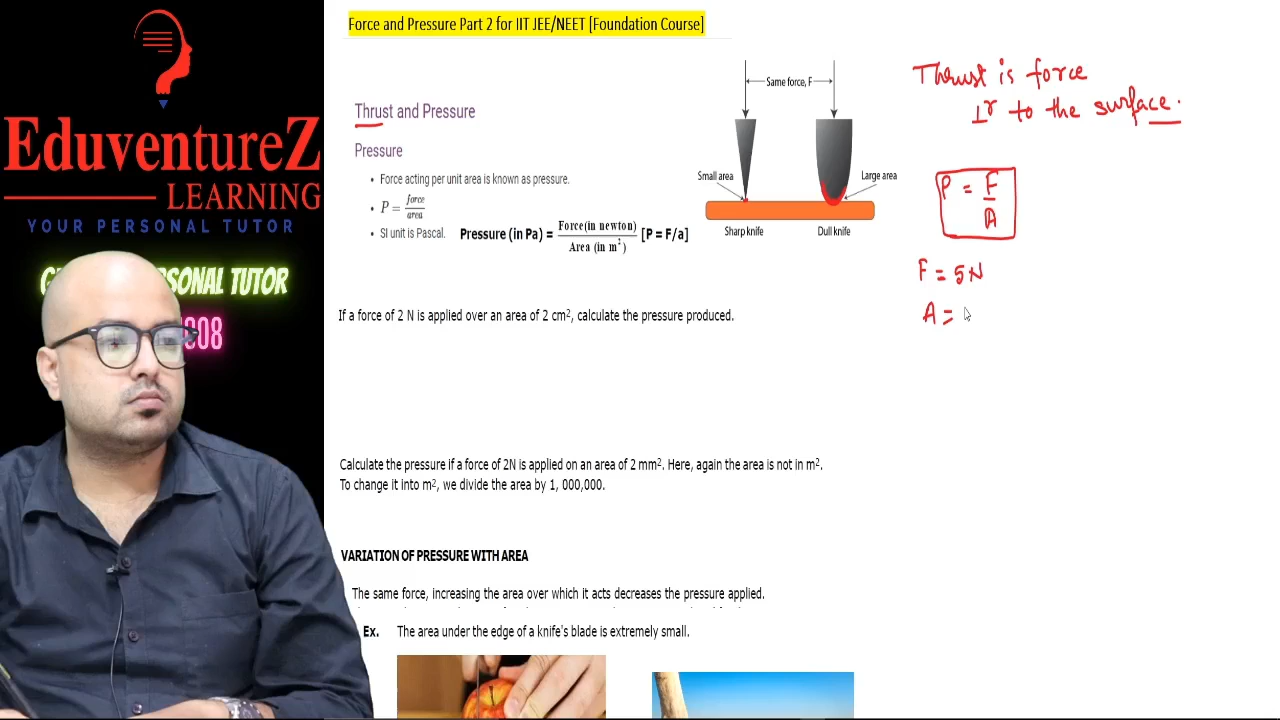 Force and Pressure Part 2 for IIT JEE/NEET [Foundation Course]
EduventureZ
LEARNING
YOUR PERSONAL TUTOR
SONAL TUTOR
008
Thrust and Pressure
Pressure
• Force acting per unit area is known as pressure.
• P = force/area
• SI unit is Pascal.
Pressure (in Pa) = Force(in newton)/Area (in m²) [P = F/a]
Same force, F
Small area
Large area
Sharp knife
Dull knife
Thrust is force
⊥r to the surface.
P = F/A
F = 5N
A =
If a force of 2 N is applied over an area of 2 cm², calculate the pressure produced.
Calculate the pressure if a force of 2N is applied on an area of 2 mm². Here, again the area is not in m².
To change it into m², we divide the area by 1, 000,000.
VARIATION OF PRESSURE WITH AREA
The same force, increasing the area over which it acts decreases the pressure applied.
Ex. The area under the edge of a knife's blade is extremely small.